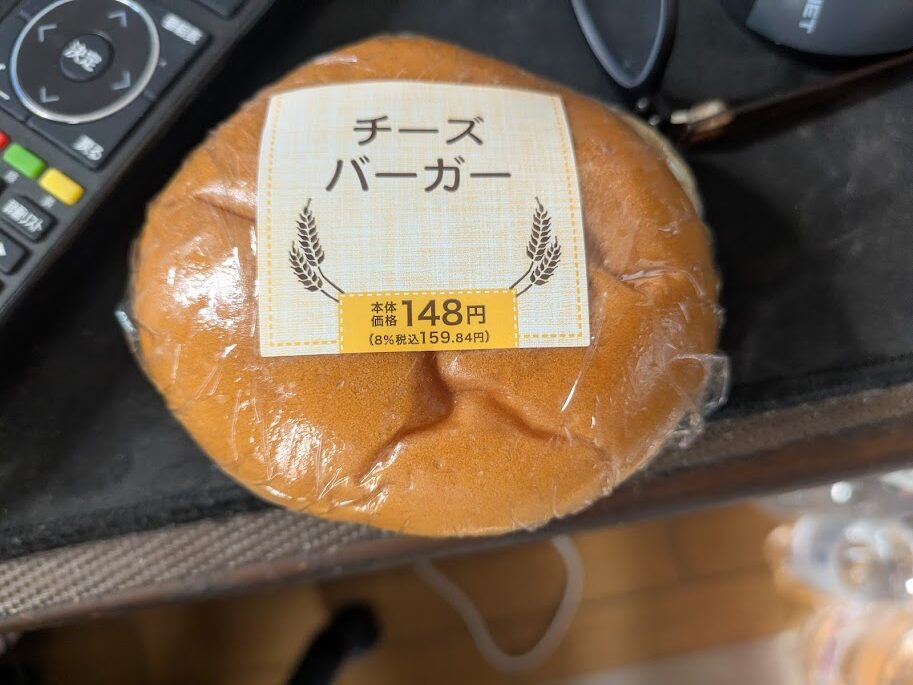 チーズ
バーガー
本体
価格 148円
(8%税込159.84円)
決定
戻る